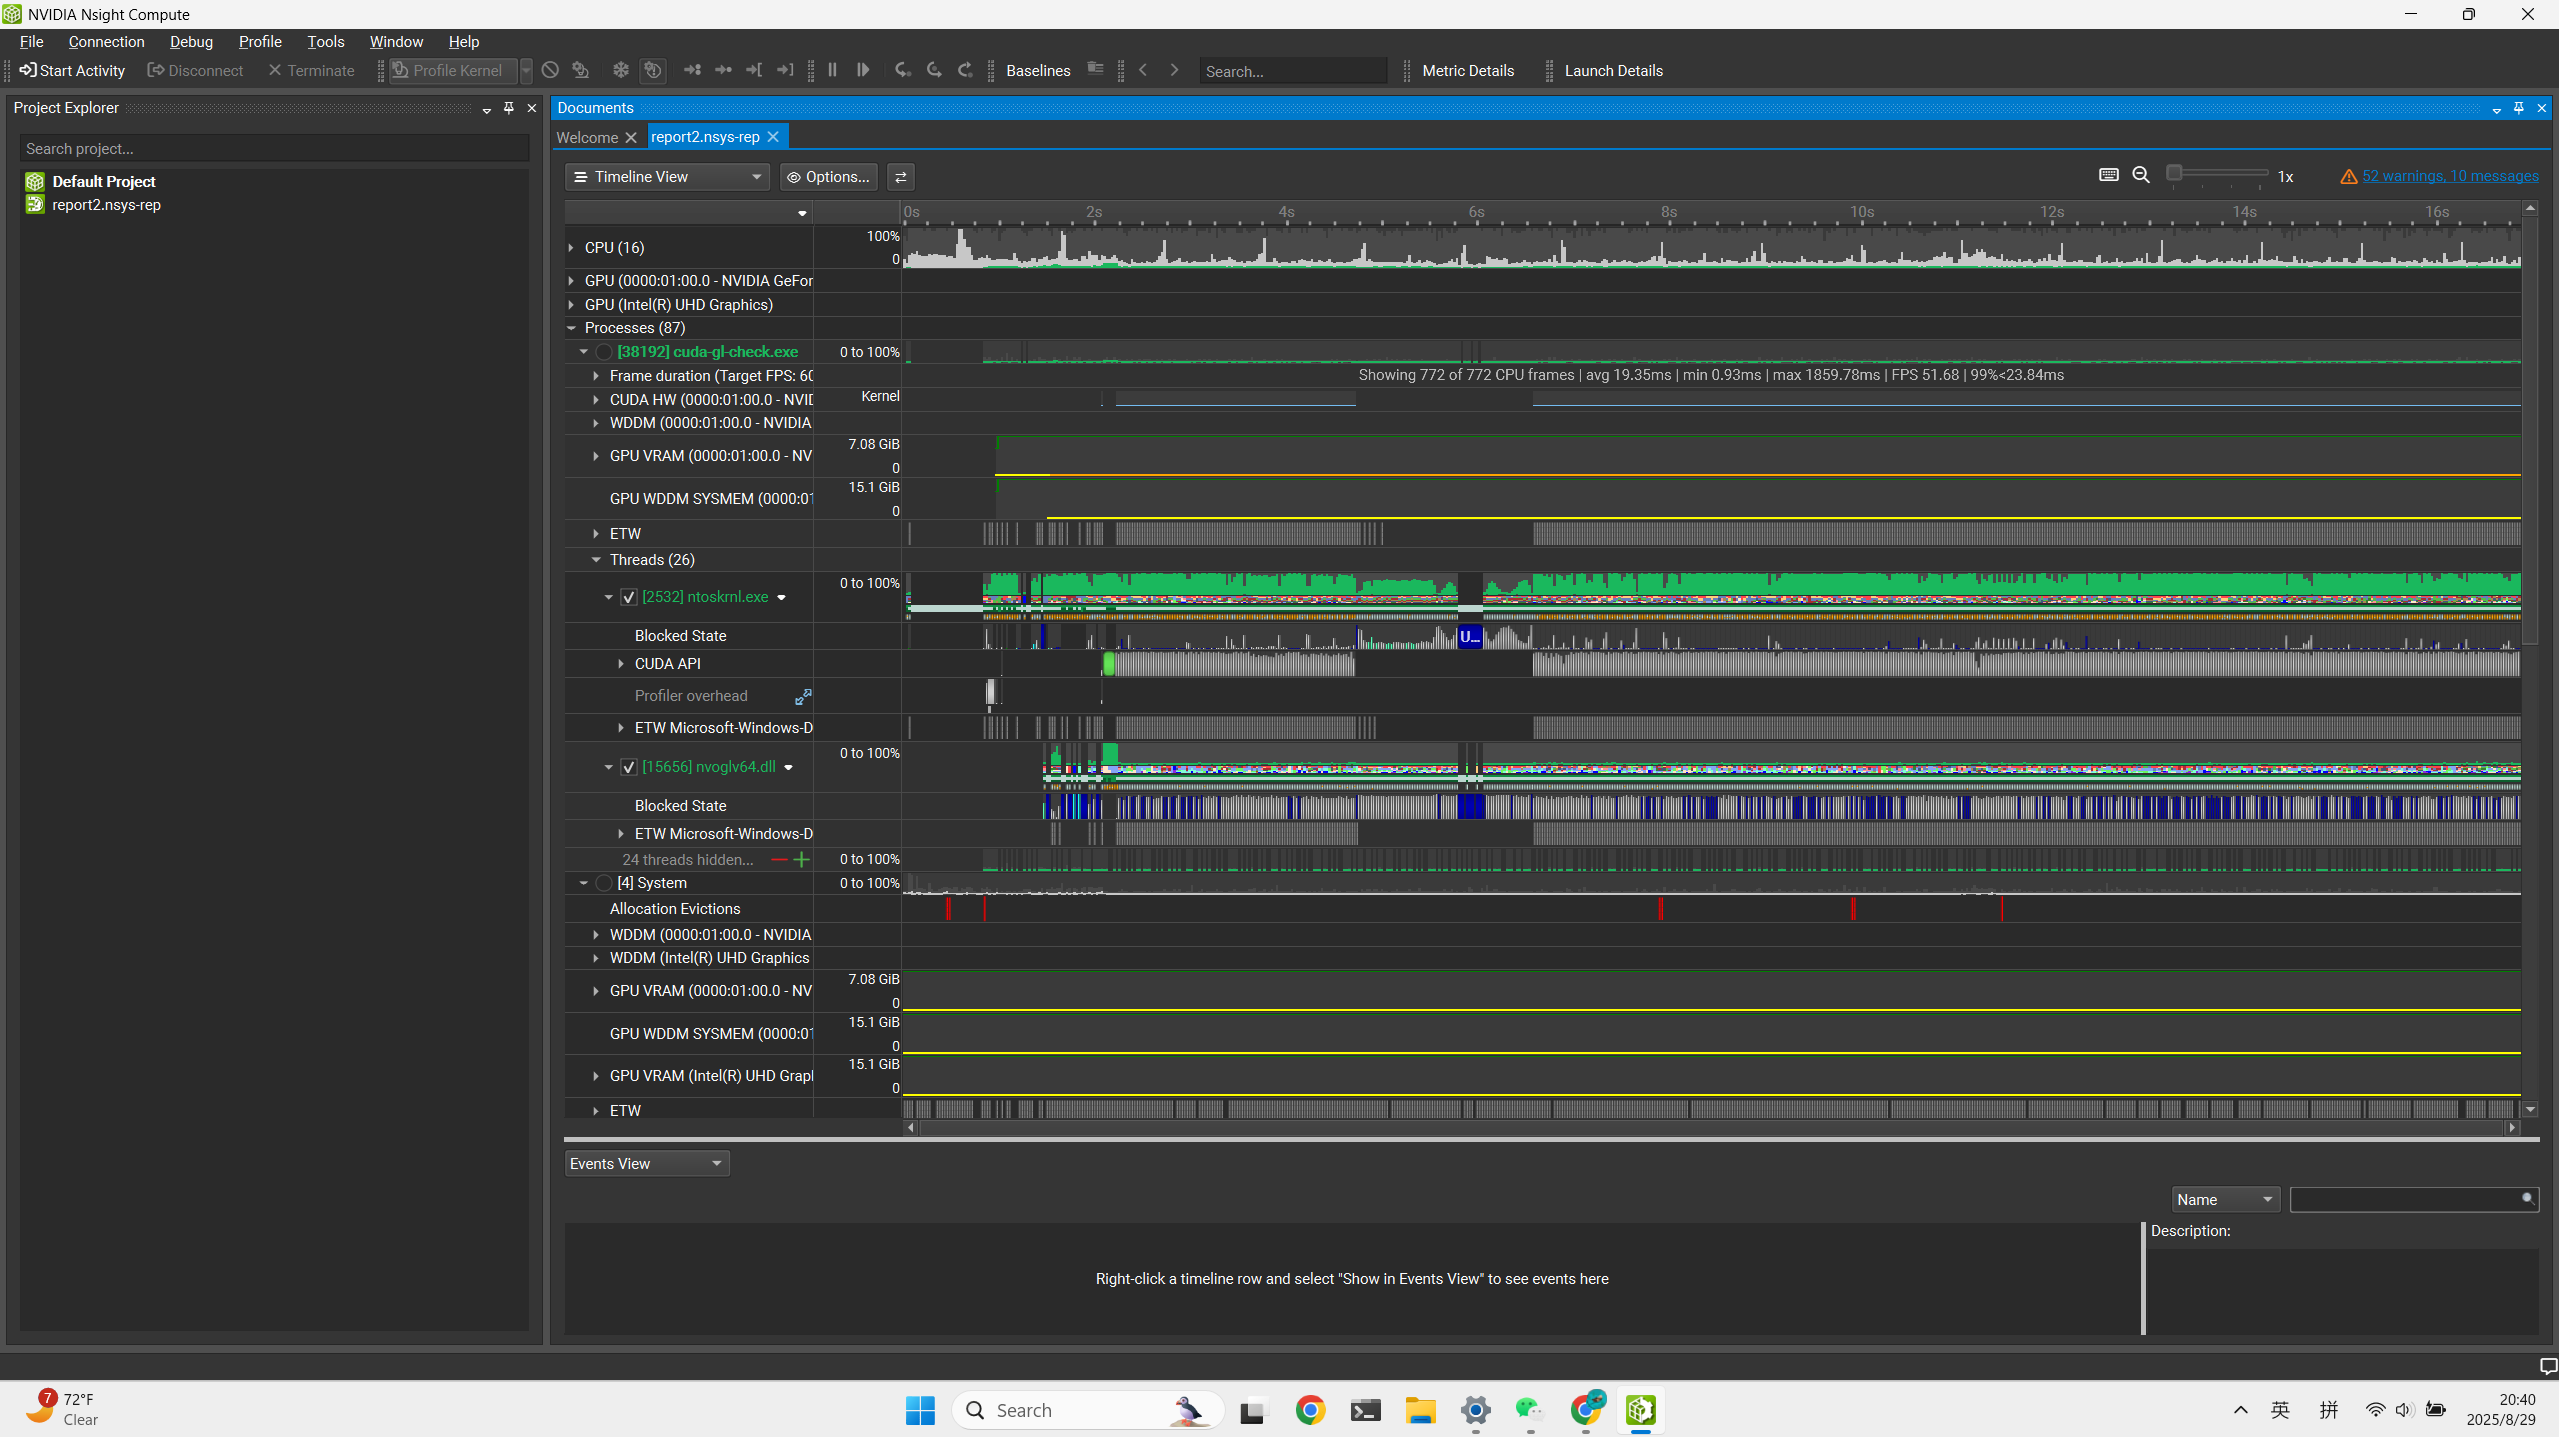 NVIDIA Nsight Compute
File Connection Debug Profile Tools Window Help
Start Activity Disconnect Terminate Profile Kernel Baselines Search... Metric Details Launch Details
Project Explorer
Search project...
Default Project
report2.nsys-rep
Documents
Welcome report2.nsys-rep
Timeline View Options... 1x 52 warnings, 10 messages
0s 2s 4s 6s 8s 10s 12s 14s 16s
CPU (16) 100% 0
GPU (0000:01:00.0 - NVIDIA GeFor
GPU (Intel(R) UHD Graphics)
Processes (87)
[38192] cuda-gl-check.exe 0 to 100%
Frame duration (Target FPS: 60 Showing 772 of 772 CPU frames | avg 19.35ms | min 0.93ms | max 1859.78ms | FPS 51.68 | 99%<23.84ms
CUDA HW (0000:01:00.0 - NVID Kernel
WDDM (0000:01:00.0 - NVIDIA
GPU VRAM (0000:01:00.0 - NV 7.08 GiB 0
GPU WDDM SYSMEM (0000:01 15.1 GiB 0
ETW
Threads (26)
[2532] ntoskrnl.exe 0 to 100%
Blocked State U...
CUDA API
Profiler overhead
ETW Microsoft-Windows-D
[15656] nvoglv64.dll 0 to 100%
Blocked State
ETW Microsoft-Windows-D
24 threads hidden... 0 to 100%
[4] System 0 to 100%
Allocation Evictions
WDDM (0000:01:00.0 - NVIDIA
WDDM (Intel(R) UHD Graphics
GPU VRAM (0000:01:00.0 - NV 7.08 GiB 0
GPU WDDM SYSMEM (0000:01 15.1 GiB 0
GPU VRAM (Intel(R) UHD Grapl 15.1 GiB 0
ETW
Events View
Name
Description:
Right-click a timeline row and select "Show in Events View" to see events here
7 72°F
Clear
Search
英 拼
20:40
2025/8/29